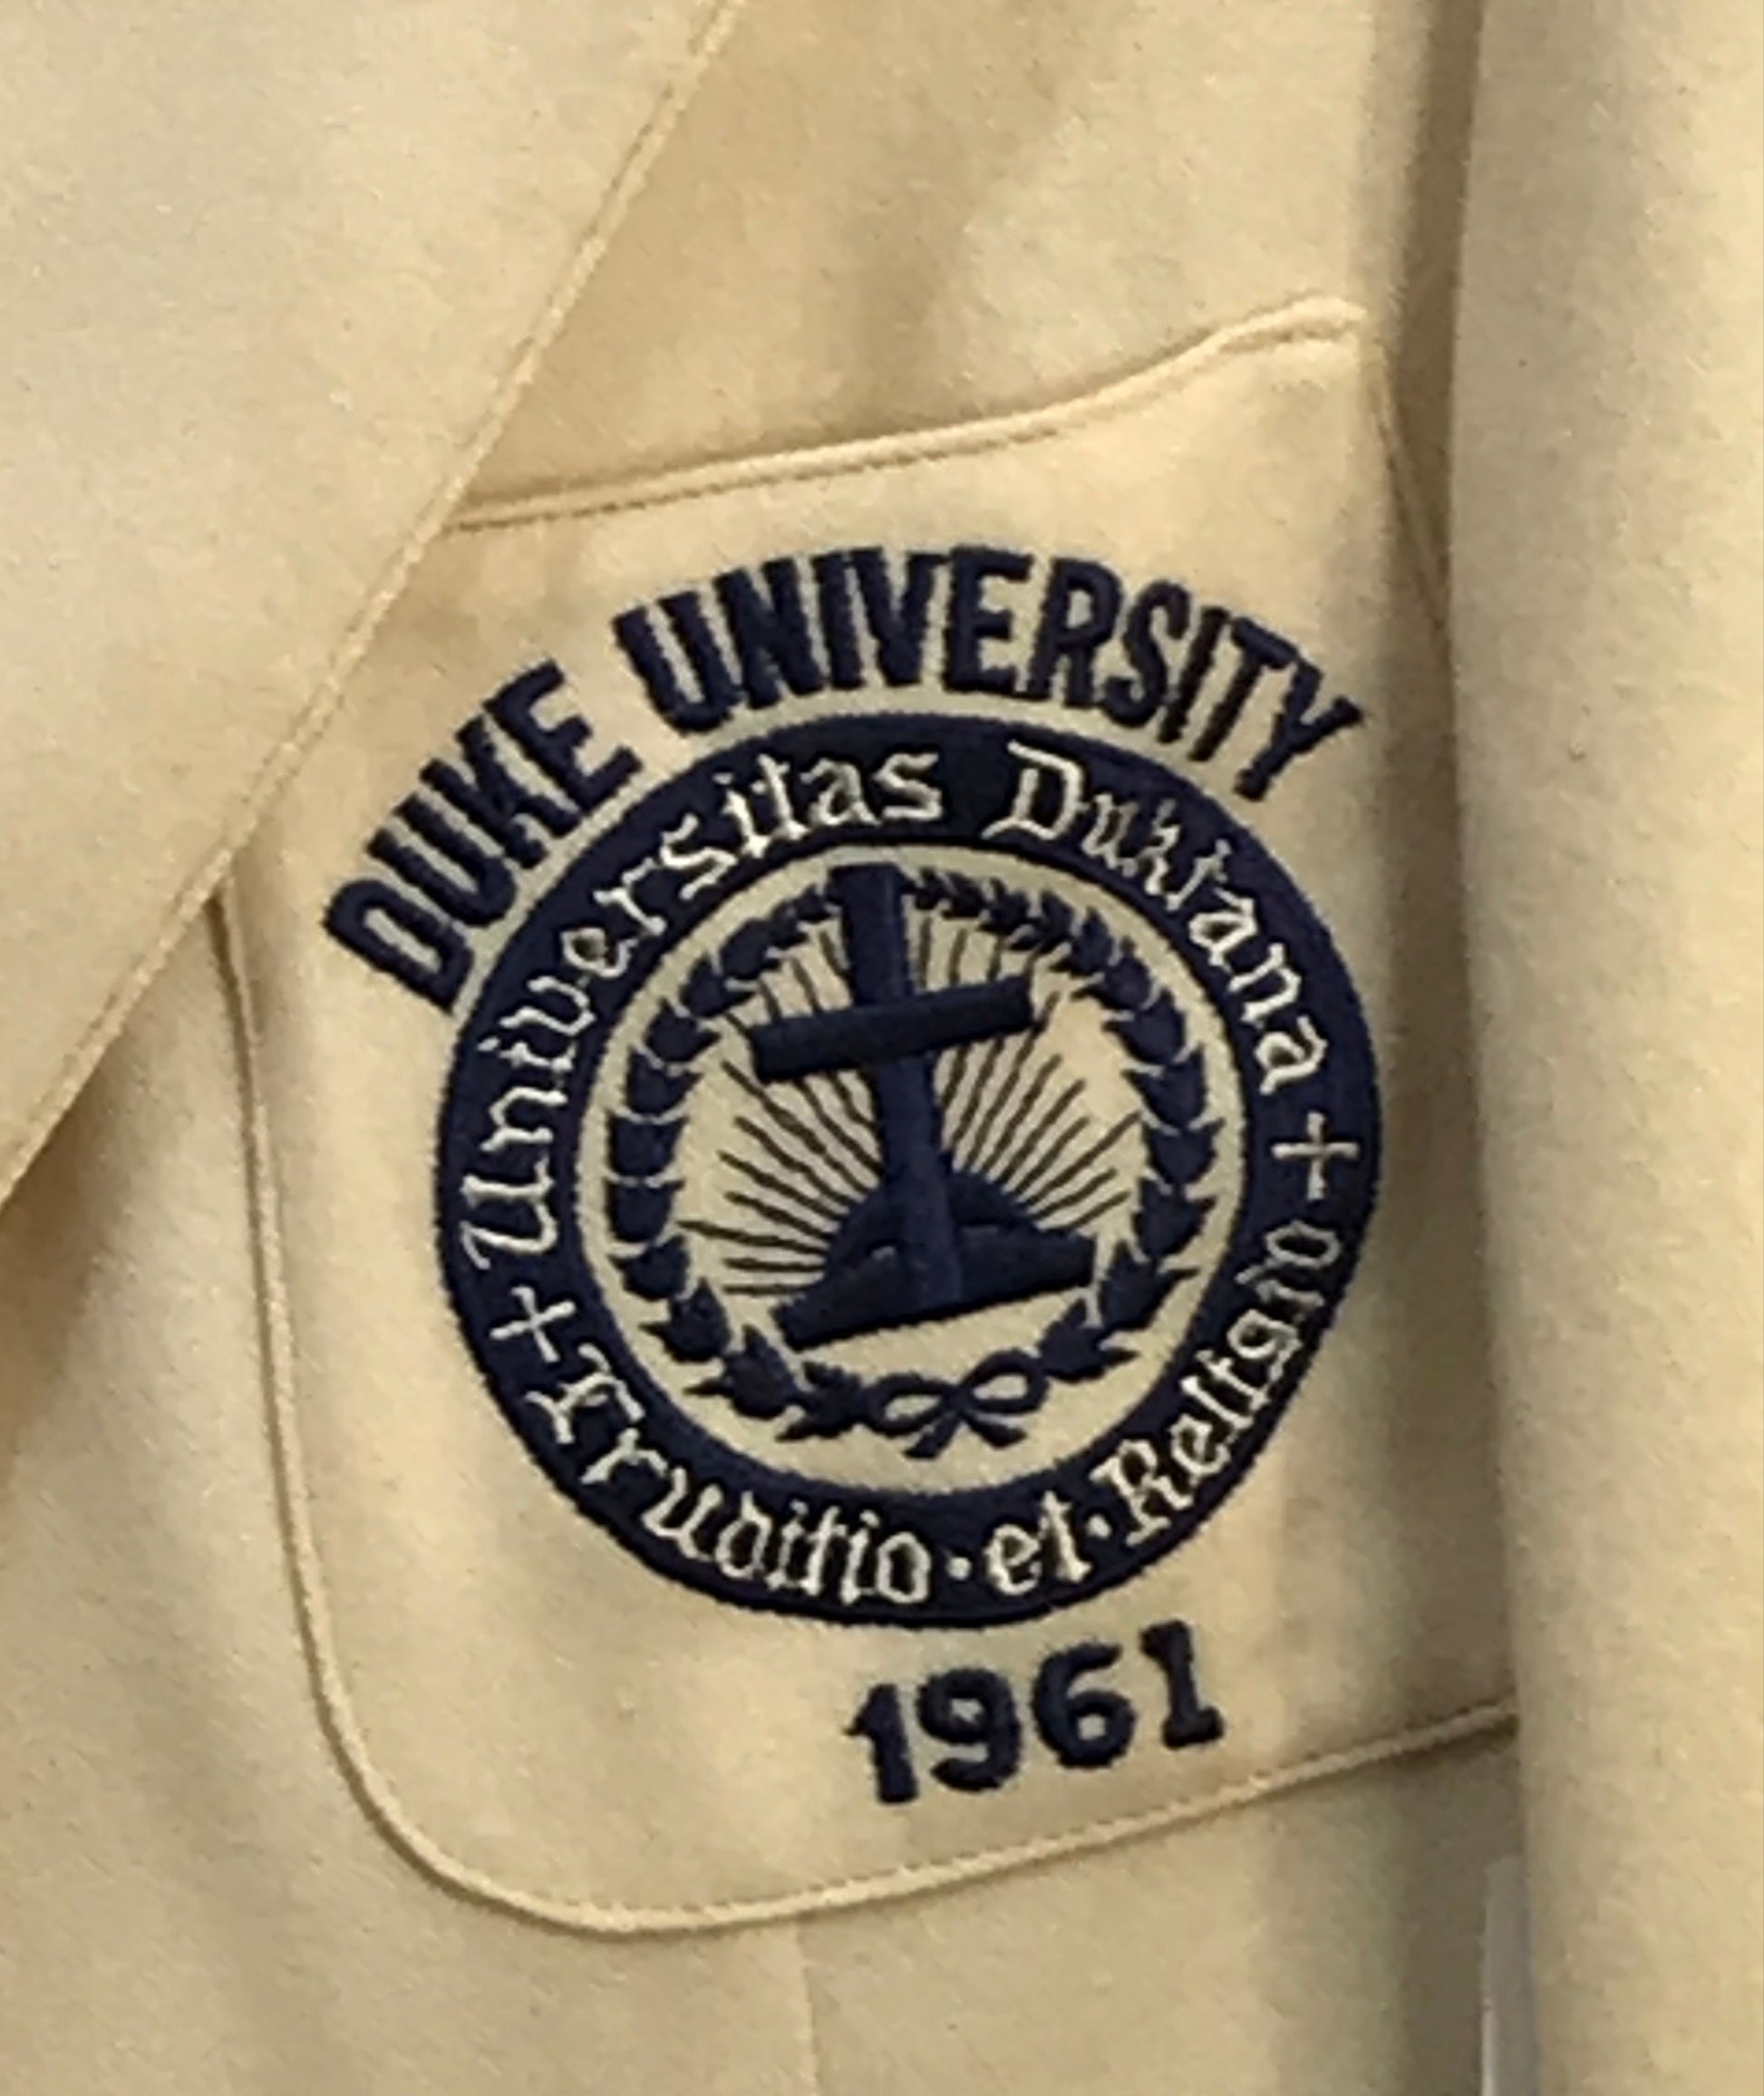 DUKE UNIVERSITY
Universitas Dukiana
Eruditio · et · Religio
1961